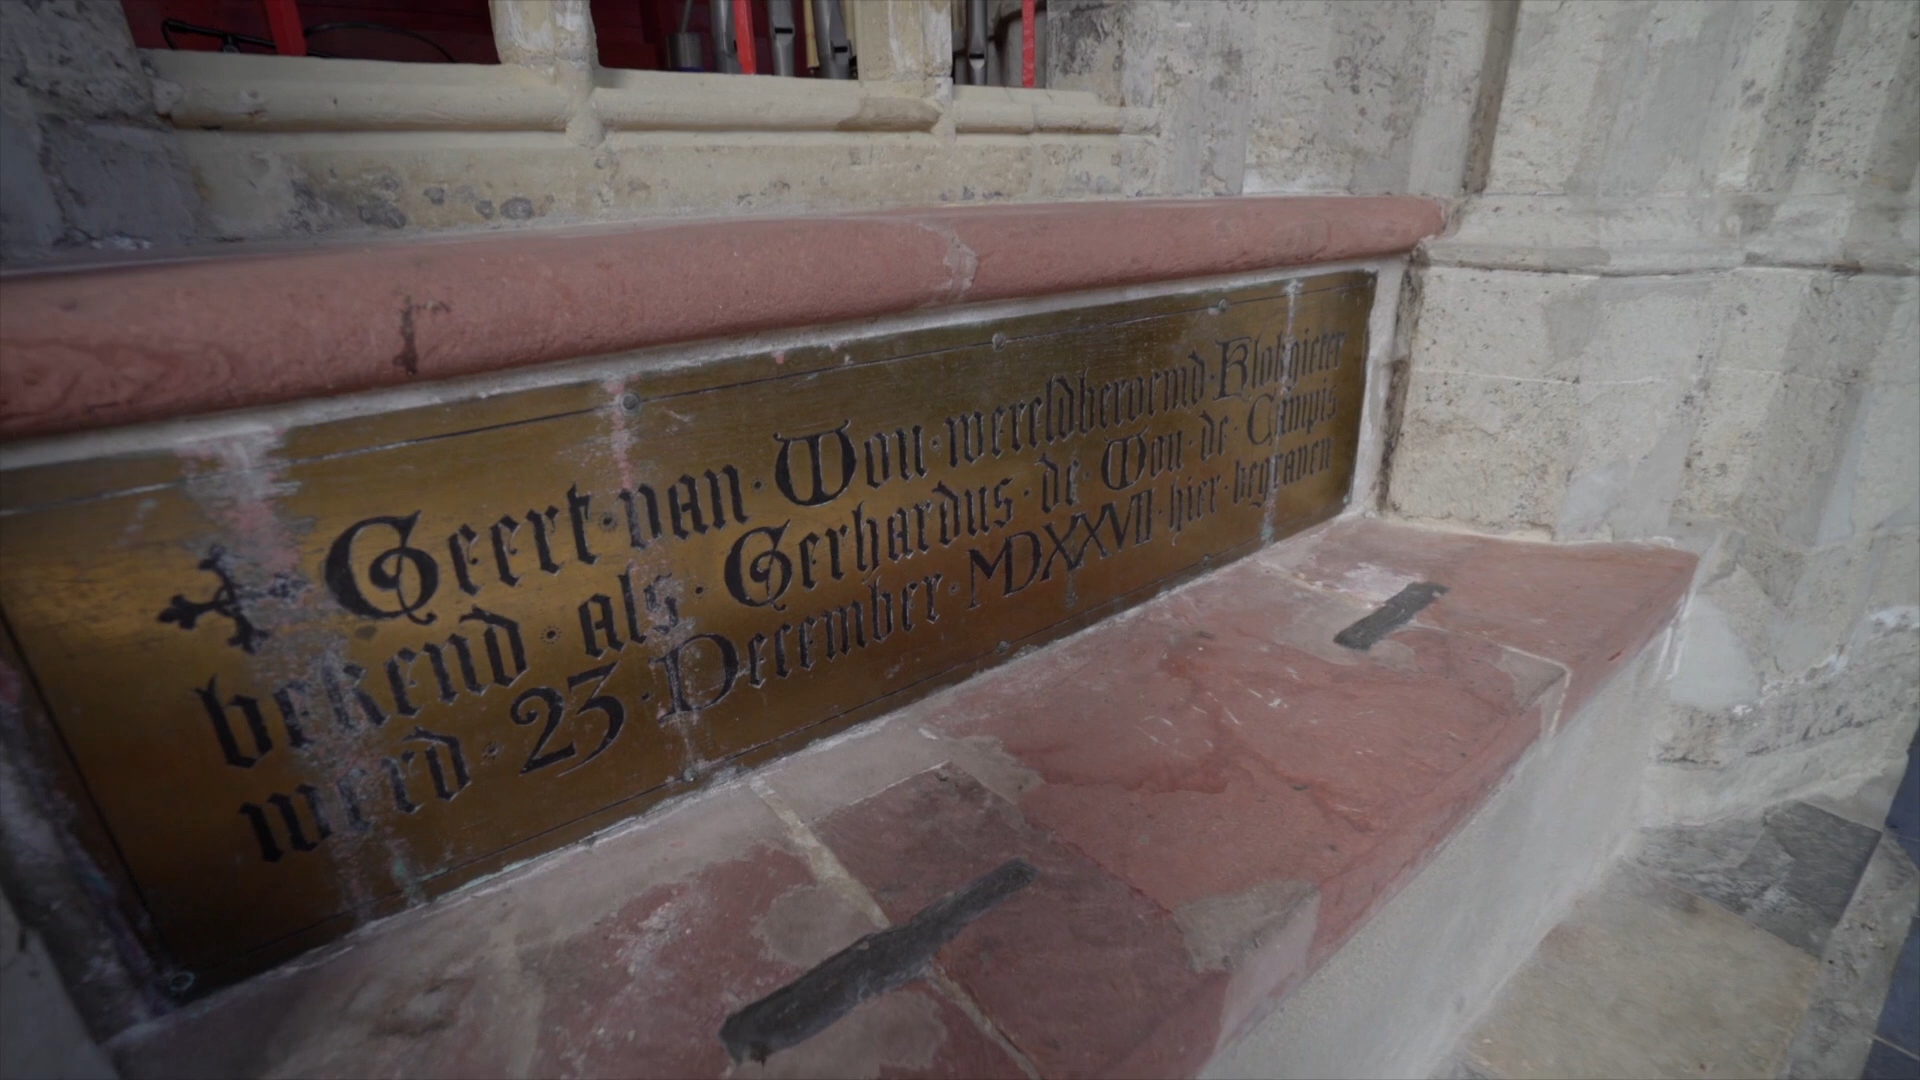 ✢ Geert · van · Wou · wereldberoemd · Klokgieter
bekend · als · Gerhardus · de · Wou · de · Campis
werd · 23 · December · MDXXVII · hier · begraven